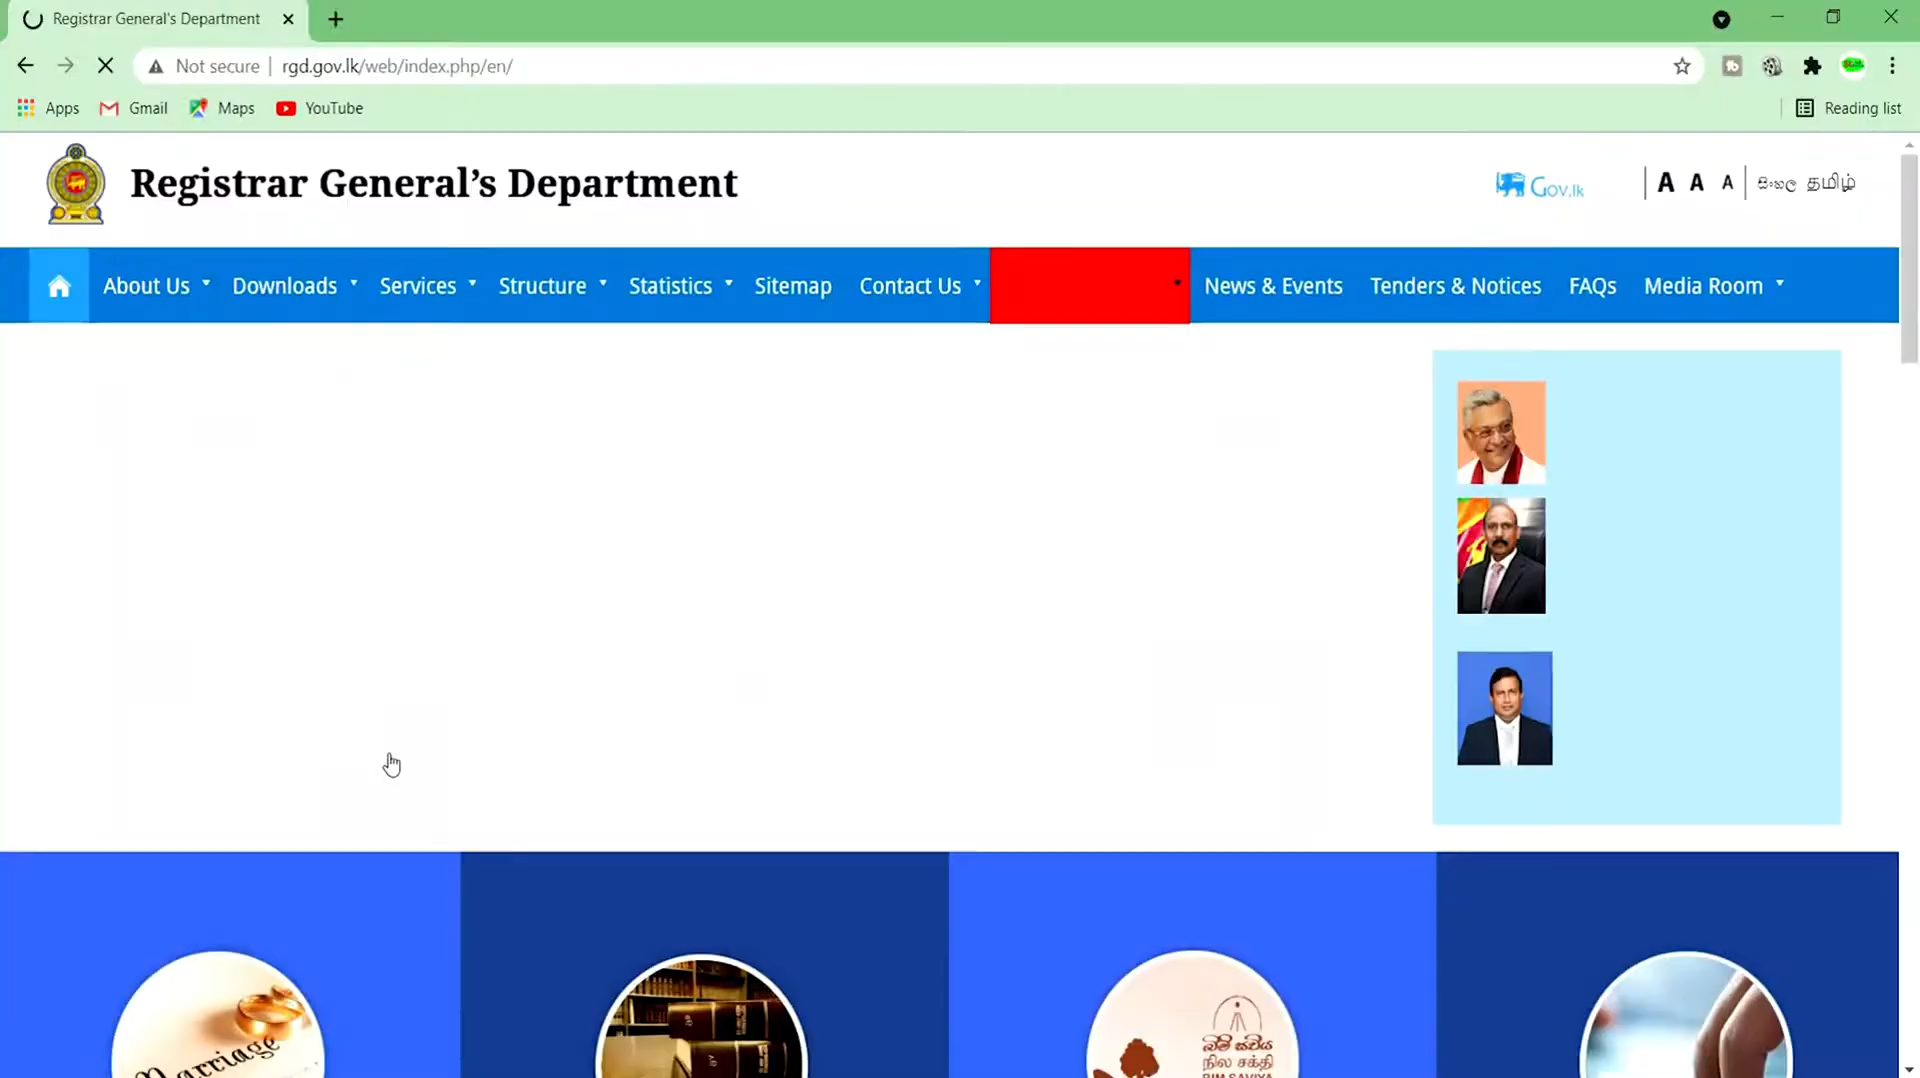 Registrar General's Department
Not secure | rgd.gov.lk/web/index.php/en/
Apps Gmail Maps YouTube Reading list
Registrar General’s Department
Gov.lk A A A සිංහල தமிழ்
About Us Downloads Services Structure Statistics Sitemap Contact Us News & Events Tenders & Notices FAQs Media Room
Marriage
බිම් සවිය
நில சக்தி
BIM SAVIYA